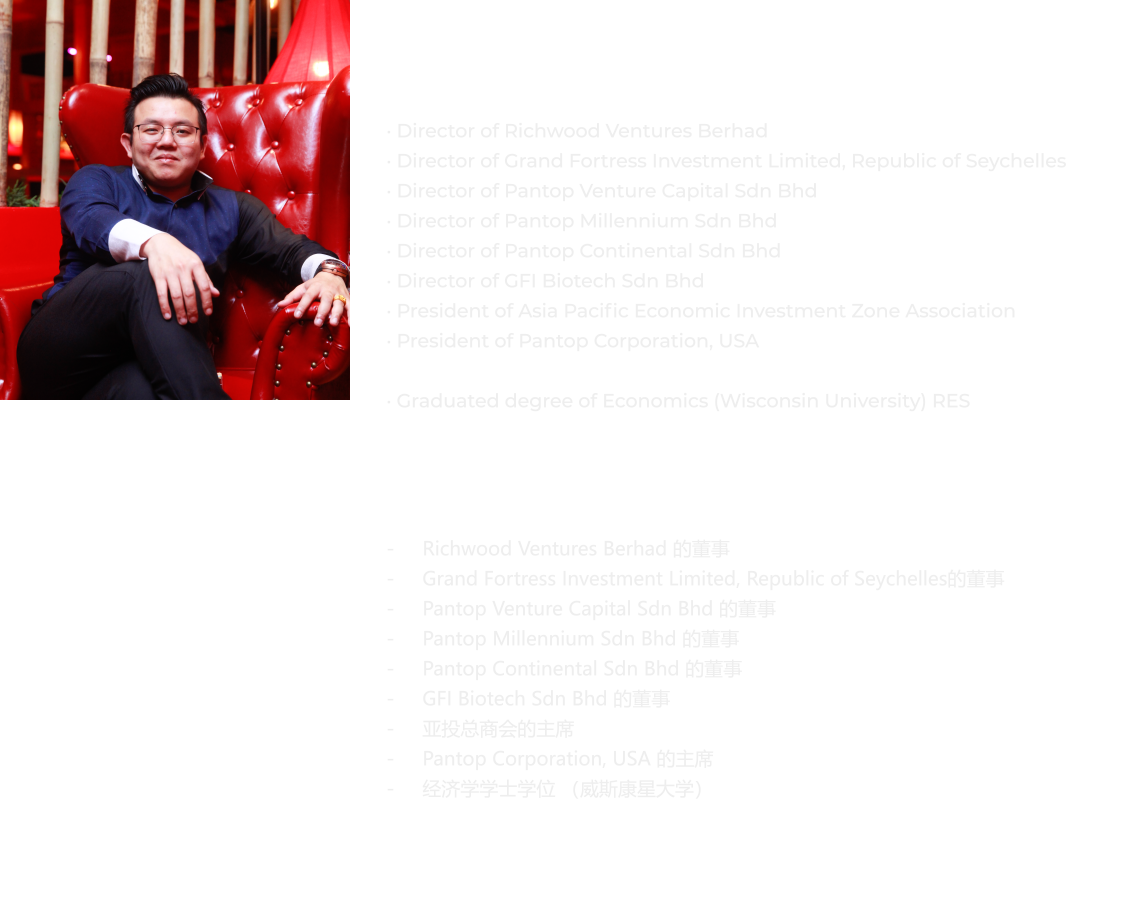 · Director of Richwood Ventures Berhad
· Director of Grand Fortress Investment Limited, Republic of Seychelles
· Director of Pantop Venture Capital Sdn Bhd
· Director of Pantop Millennium Sdn Bhd
· Director of Pantop Continental Sdn Bhd
· Director of GFI Biotech Sdn Bhd
· President of Asia Pacific Economic Investment Zone Association
· President of Pantop Corporation, USA
· Graduated degree of Economics (Wisconsin University) RES
- Richwood Ventures Berhad 的董事
- Grand Fortress Investment Limited, Republic of Seychelles的董事
- Pantop Venture Capital Sdn Bhd 的董事
- Pantop Millennium Sdn Bhd 的董事
- Pantop Continental Sdn Bhd 的董事
- GFI Biotech Sdn Bhd 的董事
- 亚投总商会的主席
- Pantop Corporation, USA 的主席
- 经济学学士学位 （威斯康星大学）